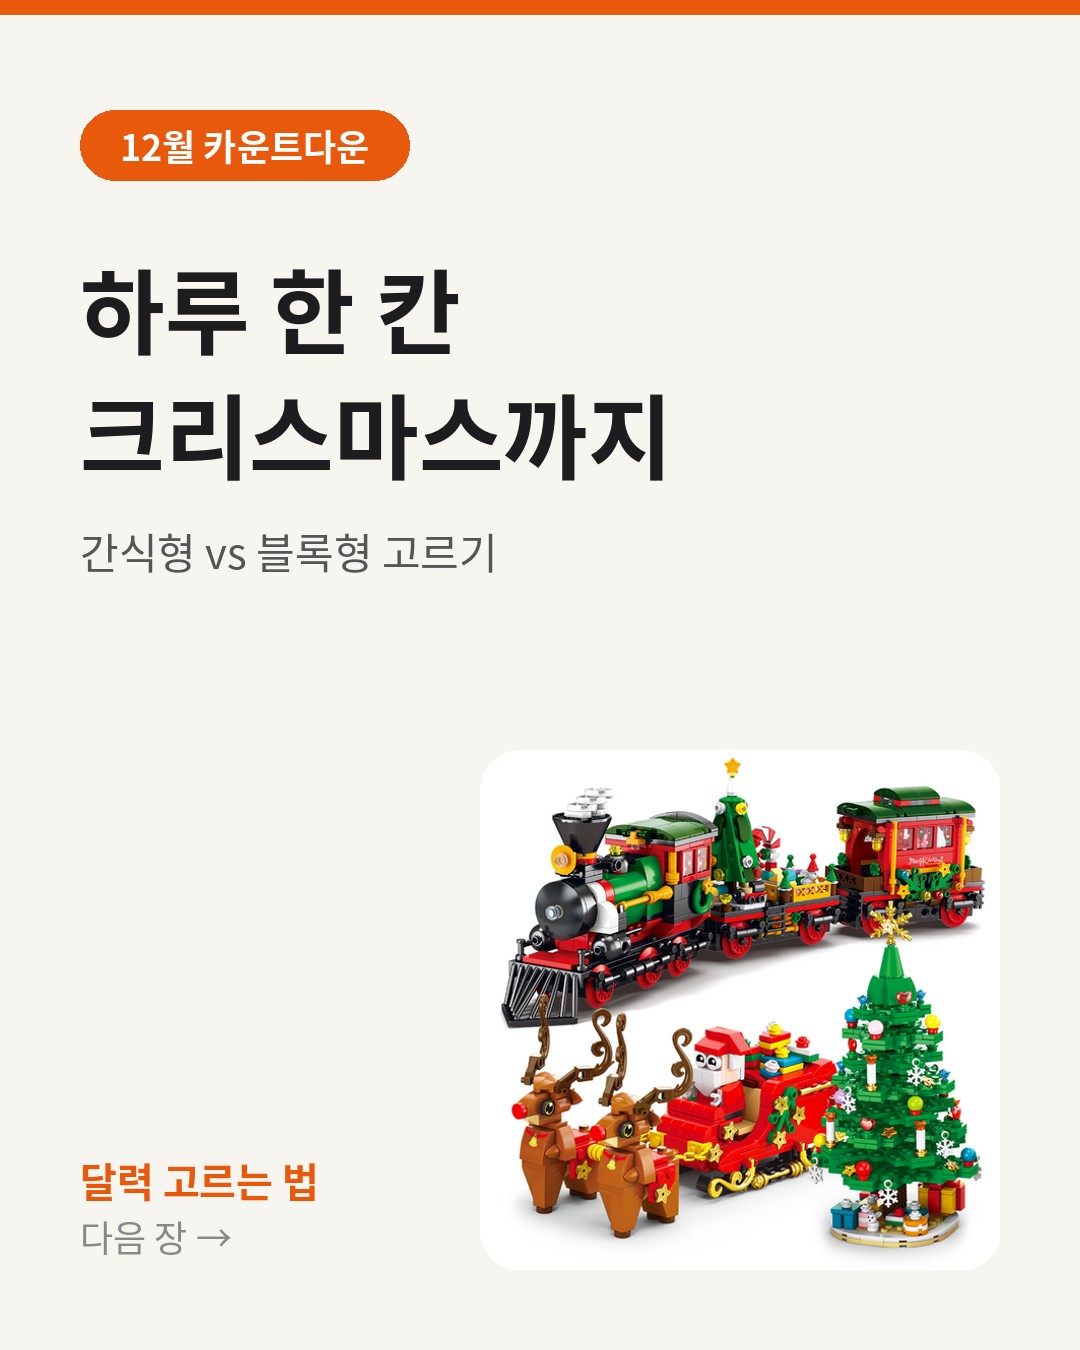 12월 카운트다운
하루 한 칸
크리스마스까지
간식형 vs 블록형 고르기
달력 고르는 법
다음 장 →